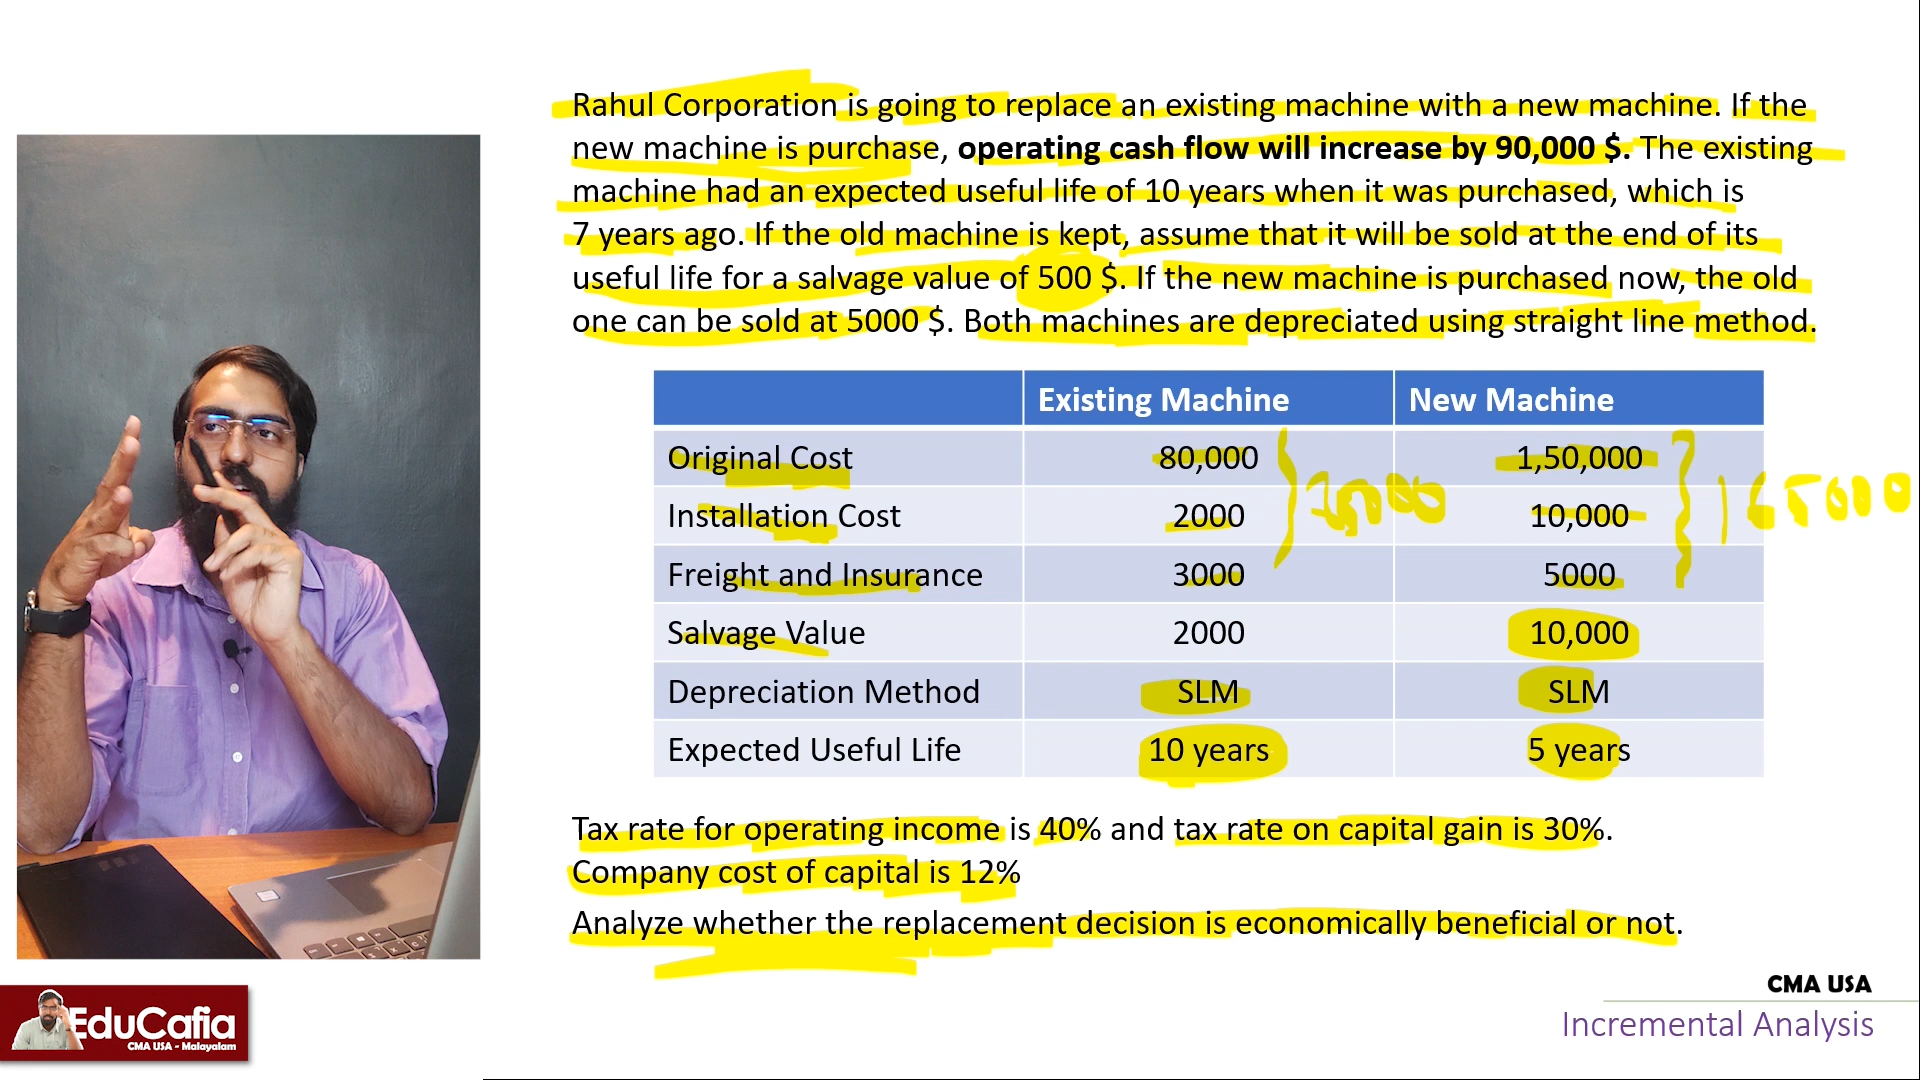 Rahul Corporation is going to replace an existing machine with a new machine. If the
new machine is purchase, operating cash flow will increase by 90,000 $. The existing
machine had an expected useful life of 10 years when it was purchased, which is
7 years ago. If the old machine is kept, assume that it will be sold at the end of its
useful life for a salvage value of 500 $. If the new machine is purchased now, the old
one can be sold at 5000 $. Both machines are depreciated using straight line method.
Existing Machine New Machine
Original Cost 80,000 1,50,000
Installation Cost 2000 10,000
Freight and Insurance 3000 5000
165000
Salvage Value 2000 10,000
Depreciation Method SLM SLM
Expected Useful Life 10 years 5 years
Tax rate for operating income is 40% and tax rate on capital gain is 30%.
Company cost of capital is 12%
Analyze whether the replacement decision is economically beneficial or not.
CMA USA
Incremental Analysis
EduCafia
CMA USA - Malayalam